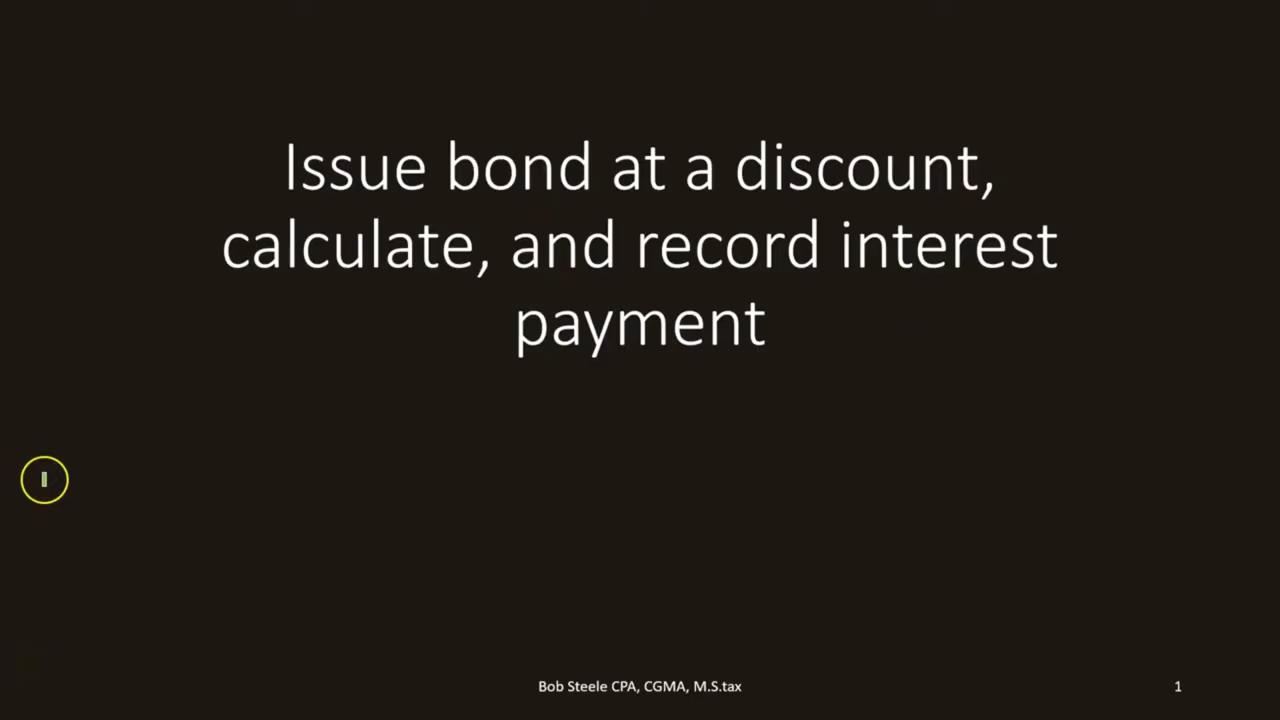 Issue bond at a discount,
calculate, and record interest
payment
Bob Steele CPA, CGMA, M.S.tax
1